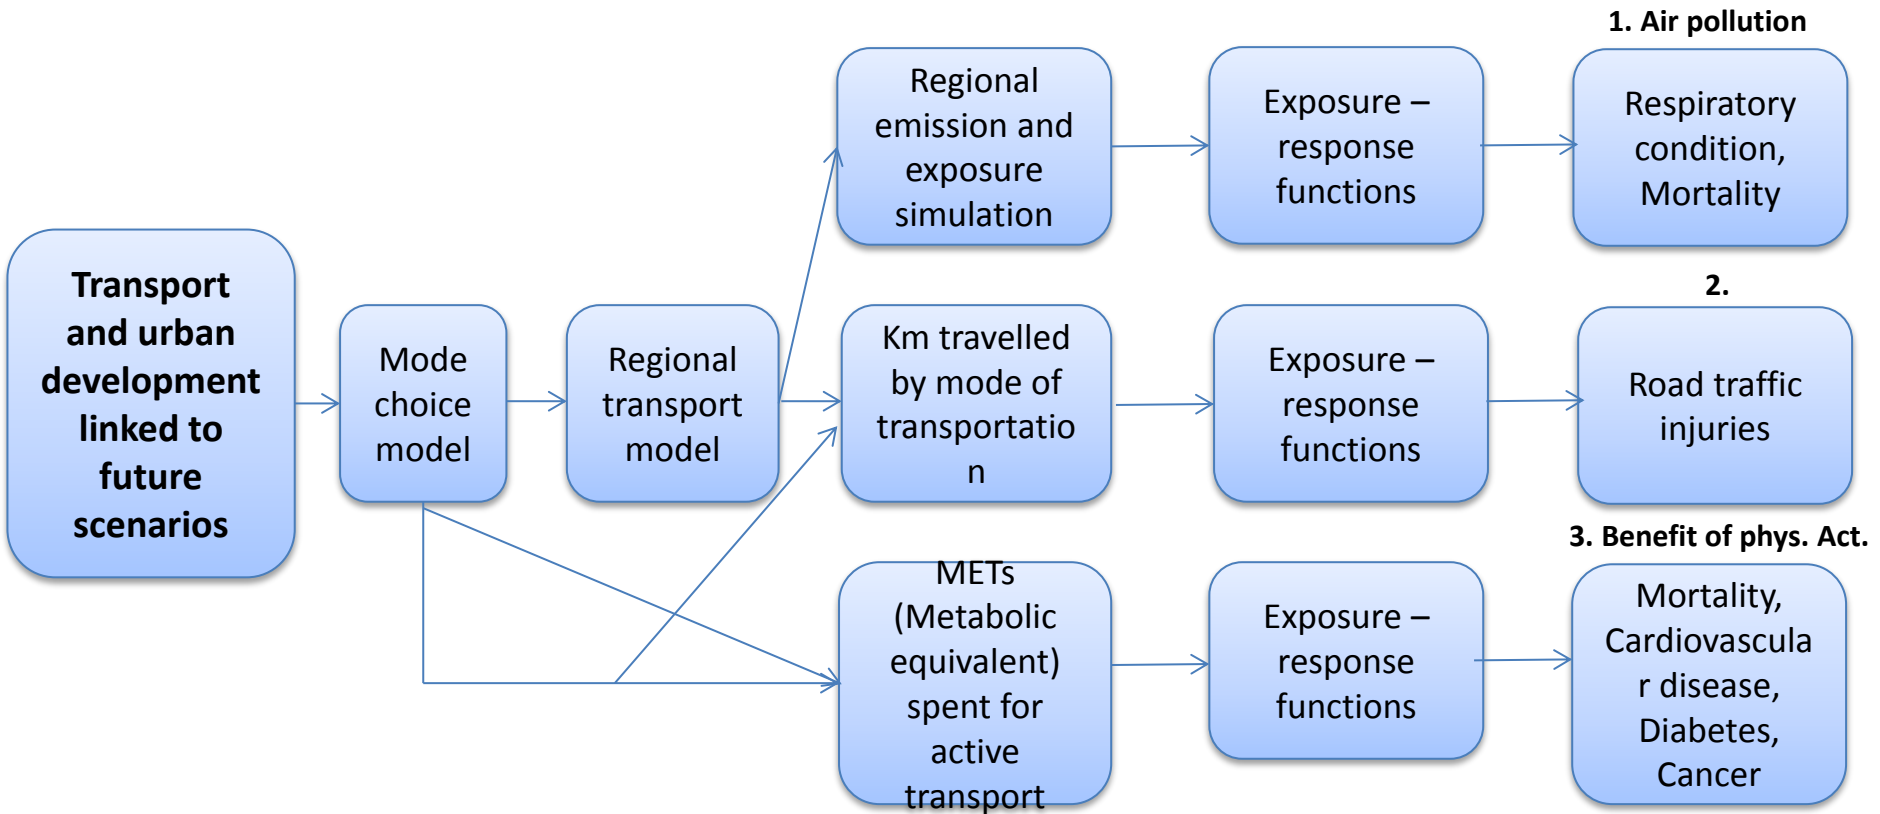 Transport
and urban
development
linked to
future
scenarios
Mode
choice
model
Regional
transport
model
Regional
emission and
exposure
simulation
Exposure –
response
functions
1. Air pollution
Respiratory
condition,
Mortality
Km travelled
by mode of
transportatio
n
Exposure –
response
functions
2.
Road traffic
injuries
METs
(Metabolic
equivalent)
spent for
active
transport
Exposure –
response
functions
3. Benefit of phys. Act.
Mortality,
Cardiovascula
r disease,
Diabetes,
Cancer